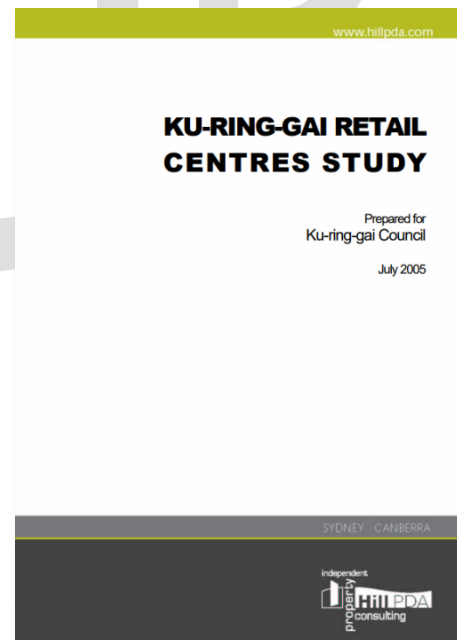 www.hillpda.com
KU-RING-GAI RETAIL
CENTRES STUDY
Prepared for
Ku-ring-gai Council
July 2005
SYDNEY CANBERRA
independent
property
Hill PDA
consulting